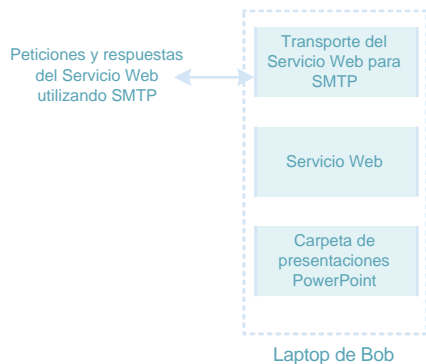 Peticiones y respuestas
del Servicio Web
utilizando SMTP
Transporte del
Servicio Web para
SMTP
Servicio Web
Carpeta de
presentaciones
PowerPoint
Laptop de Bob